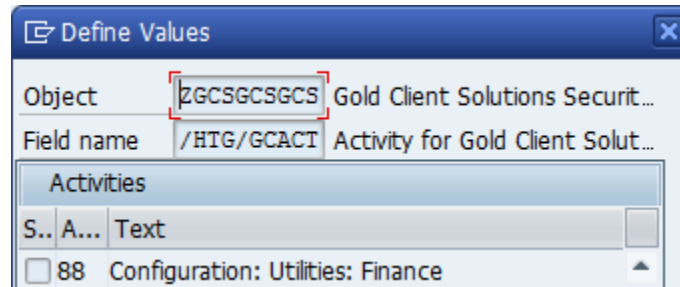 Define Values
Object ZGCSGCSGCS Gold Client Solutions Securit...
Field name /HTG/GCACT Activity for Gold Client Solut...
Activities
S.. A... Text
88 Configuration: Utilities: Finance